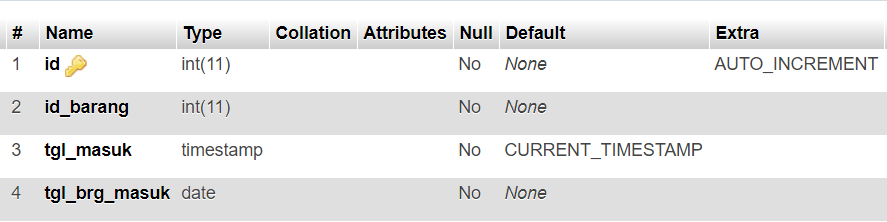 # Name Type Collation Attributes Null Default Extra
1 id int(11) No None AUTO_INCREMENT
2 id_barang int(11) No None
3 tgl_masuk timestamp No CURRENT_TIMESTAMP
4 tgl_brg_masuk date No None